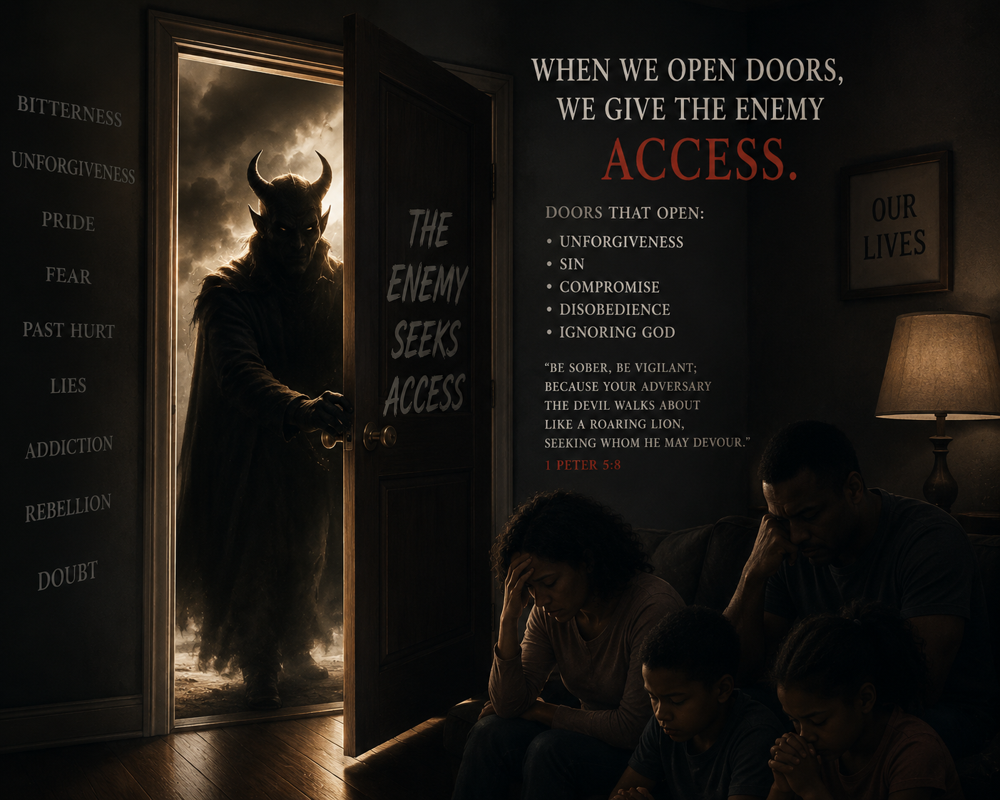 BITTERNESS
UNFORGIVENESS
PRIDE
FEAR
PAST HURT
LIES
ADDICTION
REBELLION
DOUBT
THE
ENEMY
SEEKS
ACCESS
WHEN WE OPEN DOORS,
WE GIVE THE ENEMY
ACCESS.
DOORS THAT OPEN:
• UNFORGIVENESS
• SIN
• COMPROMISE
• DISOBEDIENCE
• IGNORING GOD
“BE SOBER, BE VIGILANT;
BECAUSE YOUR ADVERSARY
THE DEVIL WALKS ABOUT
LIKE A ROARING LION,
SEEKING WHOM HE MAY DEVOUR.”
1 PETER 5:8
OUR
LIVES